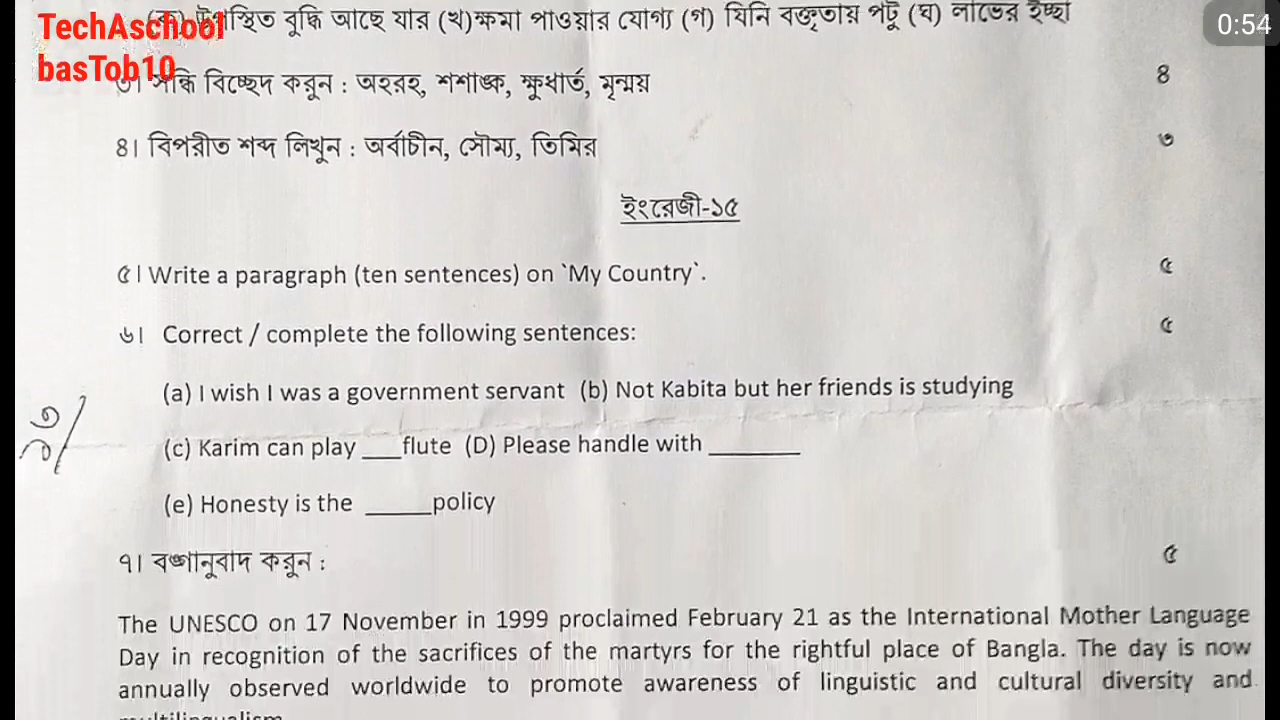 TechAschool
basTob10
0:54
বুদ্ধি আছে যার (খ)ক্ষমা পাওয়ার যোগ্য (গ) যিনি বক্তৃতায় পটু (ঘ) লাভের ইচ্ছা
৩। সন্ধি বিচ্ছেদ করুন : অহরহ, শশাঙ্ক, ক্ষুধার্ত, মৃন্ময় ৪
৪। বিপরীত শব্দ লিখুন : অর্বাচীন, সৌম্য, তিমির ৩
ইংরেজী-১৫
৫। Write a paragraph (ten sentences) on `My Country`. ৫
৬। Correct / complete the following sentences: ৫
(a) I wish I was a government servant (b) Not Kabita but her friends is studying
(c) Karim can play ___flute (D) Please handle with _______
(e) Honesty is the _____policy
৭। বঙ্গানুবাদ করুন : ৫
The UNESCO on 17 November in 1999 proclaimed February 21 as the International Mother Language
Day in recognition of the sacrifices of the martyrs for the rightful place of Bangla. The day is now
annually observed worldwide to promote awareness of linguistic and cultural diversity and
multilingualism